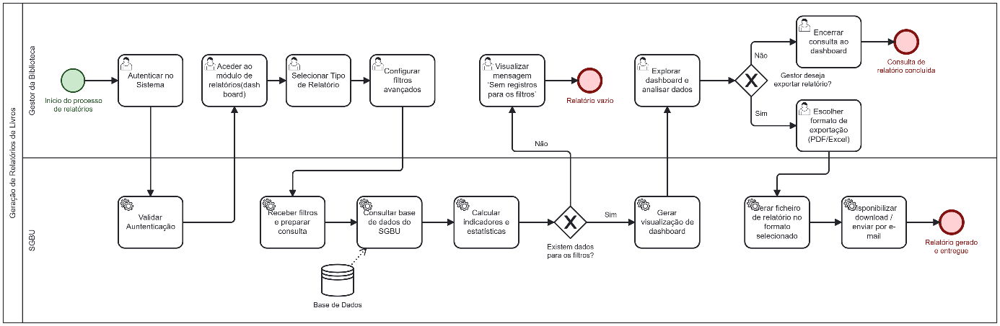 Geração de Relatórios de Livros
Gestor da Biblioteca
Início do processo
de relatórios
Autenticar no
Sistema
Aceder ao
módulo de
relatórios(dash
board)
Selecionar Tipo
de Relatório
Configurar
filtros
avançados
Visualizar
mensagem
'Sem registros
para os filtros'
Relatório vazio
Explorar
dashboard e
analisar dados
Não
Gestor deseja
exportar relatório?
Sim
Encerrar
consulta ao
dashboard
Consulta de
relatório concluída
Escolher
formato de
exportação
(PDF/Excel)
SGBU
Validar
Auntenticação
Receber filtros
e preparar
consulta
Consultar base
de dados do
SGBU
Base de Dados
Calcular
indicadores e
estatísticas
Não
Existem dados
para os filtros?
Sim
Gerar
visualização de
dashboard
Gerar ficheiro
de relatório no
formato
selecionado
Disponibilizar
download /
enviar por e-
mail
Relatório gerado
e entregue